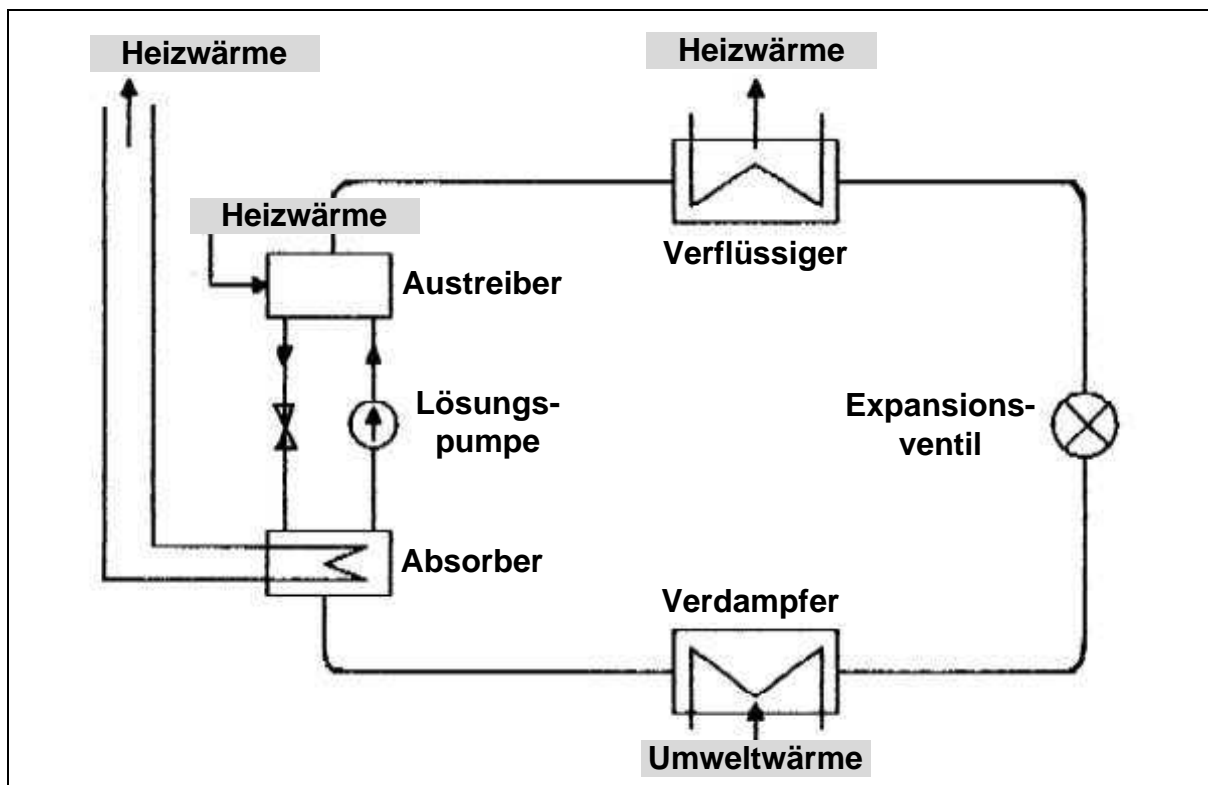 Heizwärme
Heizwärme
Heizwärme
Verflüssiger
Austreiber
Lösungs-
pumpe
Expansions-
ventil
Absorber
Verdampfer
Umweltwärme